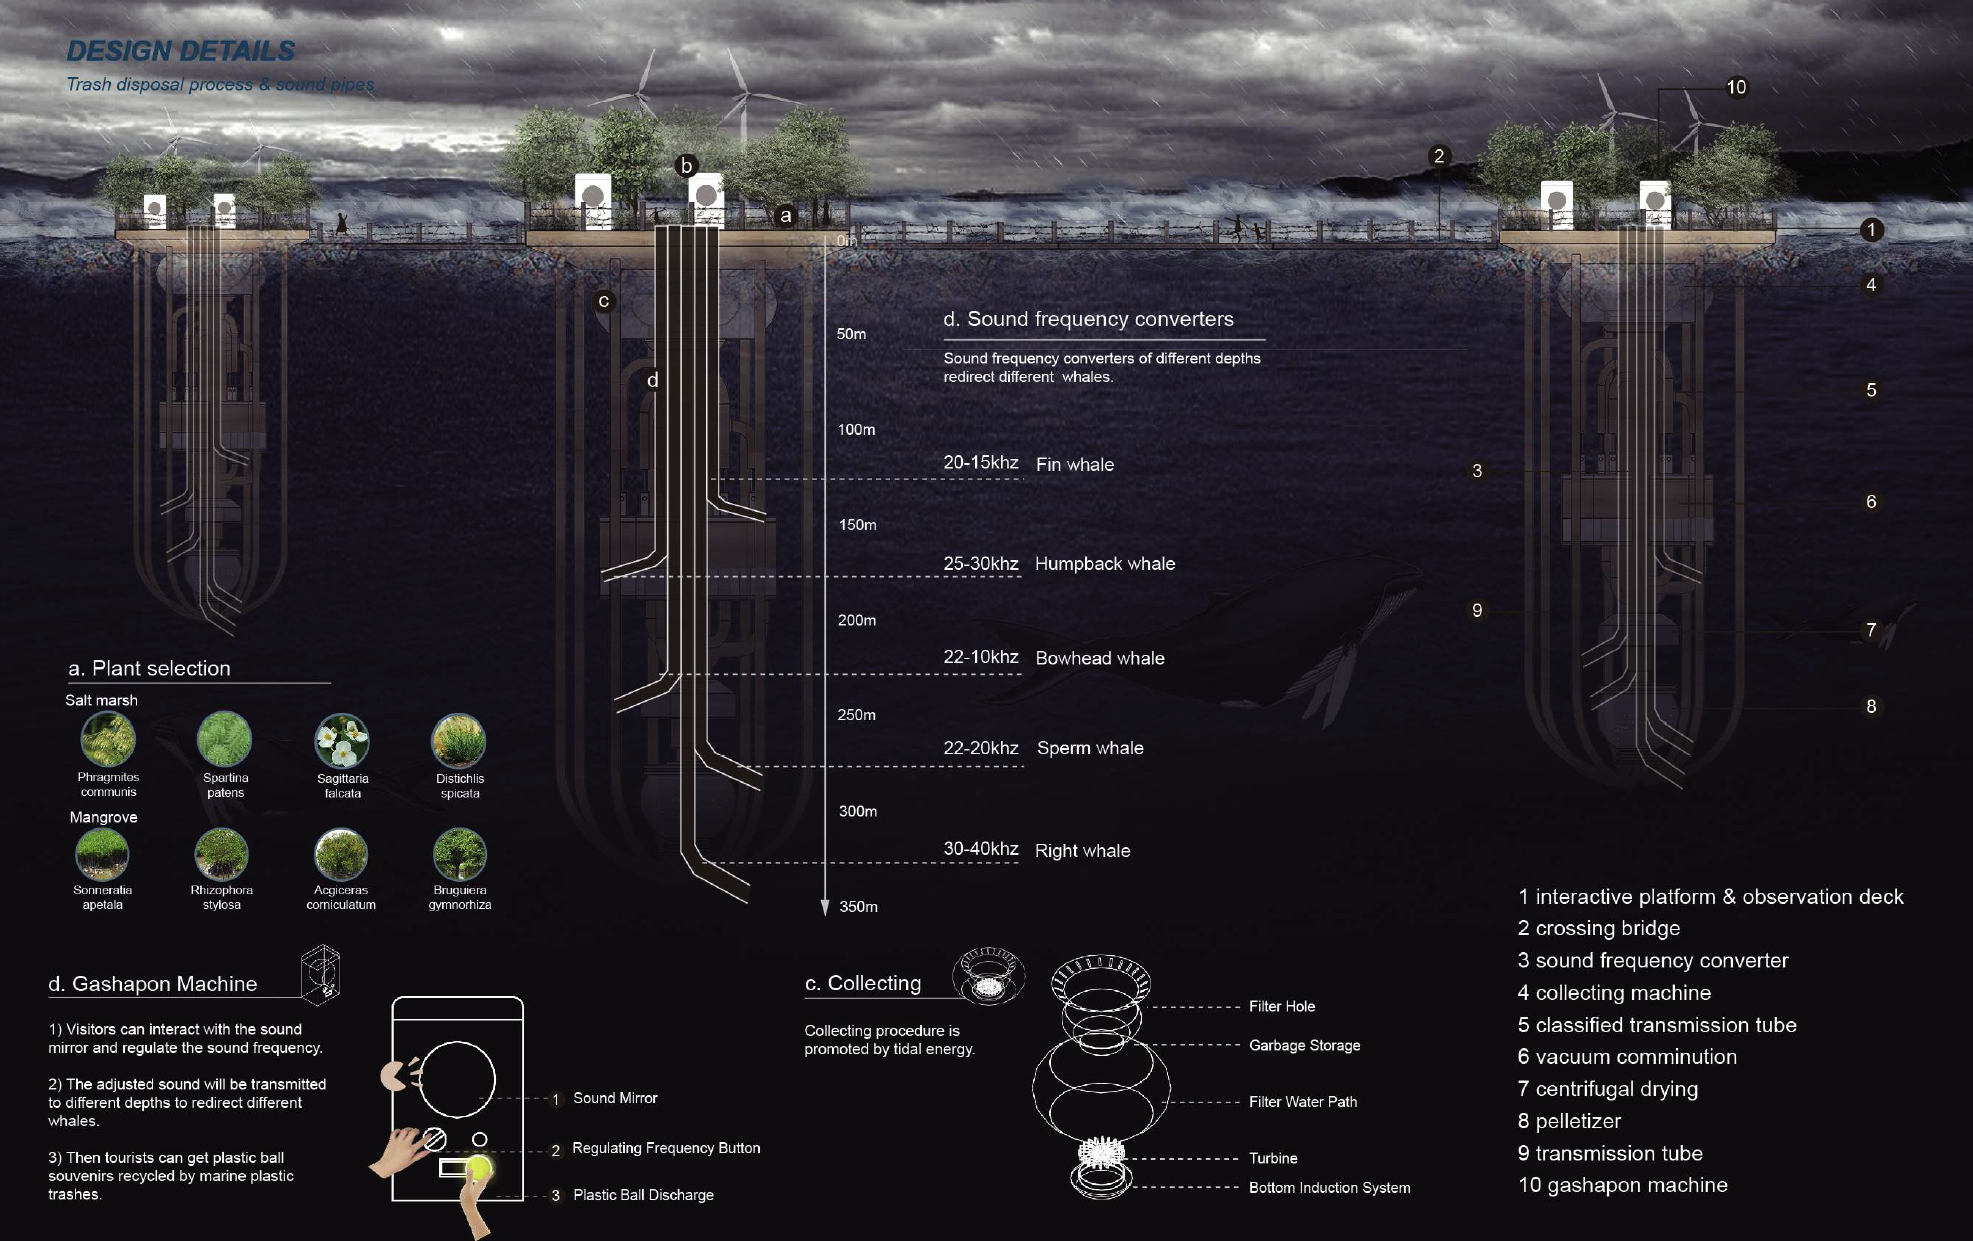 DESIGN DETAILS
Trash disposal process & sound pipes
10
2
b
a
1
0m
c
4
d. Sound frequency converters
50m
Sound frequency converters of different depths
redirect different whales.
d
5
100m
20-15khz Fin whale
3
6
150m
25-30khz Humpback whale
9
200m
7
22-10khz Bowhead whale
8
250m
22-20khz Sperm whale
300m
30-40khz Right whale
350m
a. Plant selection
Salt marsh
Phragmites
communis
Spartina
patens
Sagittaria
falcata
Distichlis
spicata
Mangrove
Sonneratia
apetala
Rhizophora
stylosa
Acgiceras
corniculatum
Bruguiera
gymnorhiza
d. Gashapon Machine
1) Visitors can interact with the sound
mirror and regulate the sound frequency.
2) The adjusted sound will be transmitted
to different depths to redirect different
whales.
3) Then tourists can get plastic ball
souvenirs recycled by marine plastic
trashes.
1 Sound Mirror
2 Regulating Frequency Button
3 Plastic Ball Discharge
c. Collecting
Collecting procedure is
promoted by tidal energy.
Filter Hole
Garbage Storage
Filter Water Path
Turbine
Bottom Induction System
1 interactive platform & observation deck
2 crossing bridge
3 sound frequency converter
4 collecting machine
5 classified transmission tube
6 vacuum comminution
7 centrifugal drying
8 pelletizer
9 transmission tube
10 gashapon machine